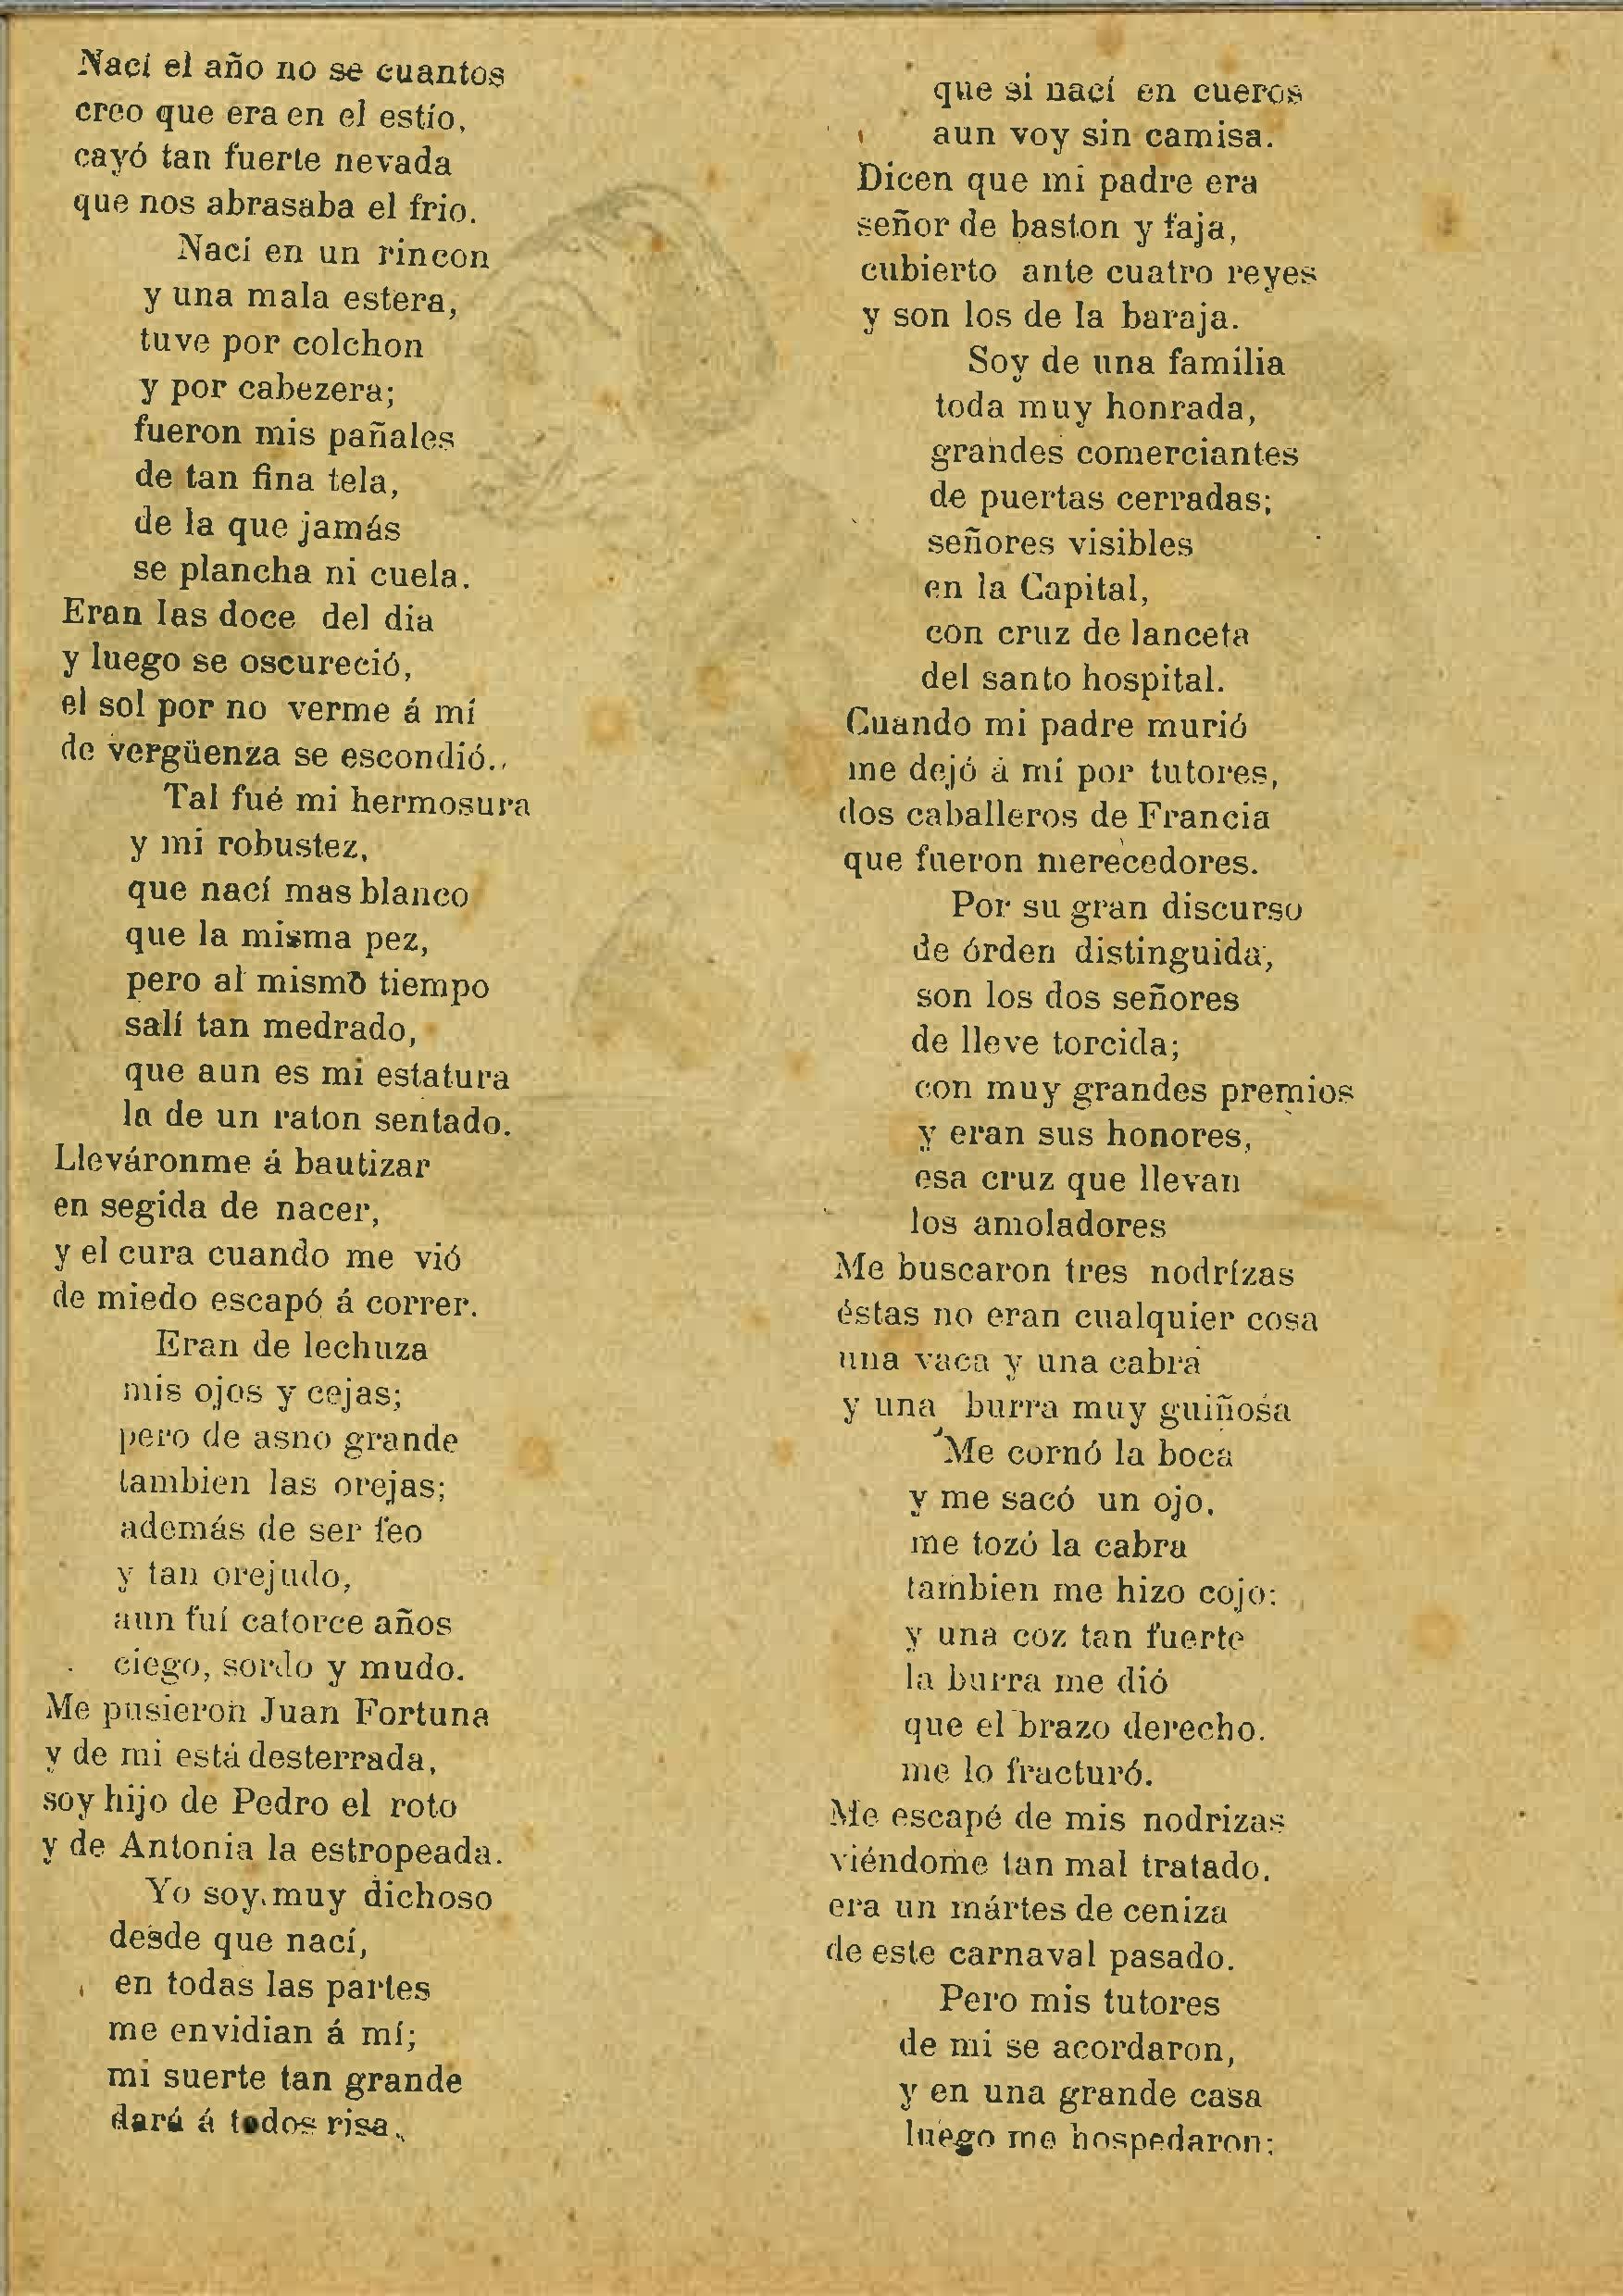 Nací el año no se cuantos
creo que era en el estío,
cayó tan fuerte nevada
que nos abrasaba el frio.
Nací en un rincon
y una mala estera,
tuve por colchon
y por cabezera;
fueron mis pañales
de tan fina tela,
de la que jamás
se plancha ni cuela.
Eran las doce del dia
y luego se oscureció,
el sol por no verme á mí
de vergüenza se escondió..
Tal fué mi hermosura
y mi robustez,
que nací mas blanco
que la misma pez,
pero al mismo tiempo
salí tan medrado,
que aun es mi estatura
la de un raton sentado.
Lleváronme á bautizar
en segida de nacer,
y el cura cuando me vió
de miedo escapó á correr.
Eran de lechuza
mis ojos y cejas;
pero de asno grande
tambien las orejas;
además de ser feo
y tan orejudo,
aun fuí catorce años
ciego, sordo y mudo.
Me pusieron Juan Fortuna
y de mi está desterrada,
soy hijo de Pedro el roto
y de Antonia la estropeada.
Yo soy muy dichoso
desde que nací,
en todas las partes
me envidian á mí;
mi suerte tan grande
dará á todos risa,
que si nací en cueros
aun voy sin camisa.
Dicen que mi padre era
señor de baston y faja,
cubierto ante cuatro reyes
y son los de la baraja.
Soy de una familia
toda muy honrada,
grandes comerciantes
de puertas cerradas;
señores visibles
en la Capital,
con cruz de lanceta
del santo hospital.
Cuando mi padre murió
me dejó á mí por tutores,
dos caballeros de Francia
que fueron merecedores.
Por su gran discurso
de órden distinguida,
son los dos señores
de lleve torcida;
con muy grandes premios
y eran sus honores,
esa cruz que llevan
los amoladores
Me buscaron tres nodrízas
éstas no eran cualquier cosa
una vaca y una cabra
y una burra muy guiñosa
Me cornó la boca
y me sacó un ojo,
me tozó la cabra
tambien me hizo cojo:
y una coz tan fuerte
la burra me dió
que el brazo derecho.
me lo fracturó.
Me escapé de mis nodrizas
viéndome tan mal tratado,
era un mártes de ceniza
de este carnaval pasado.
Pero mis tutores
de mi se acordaron,
y en una grande casa
luego me hospedaron;